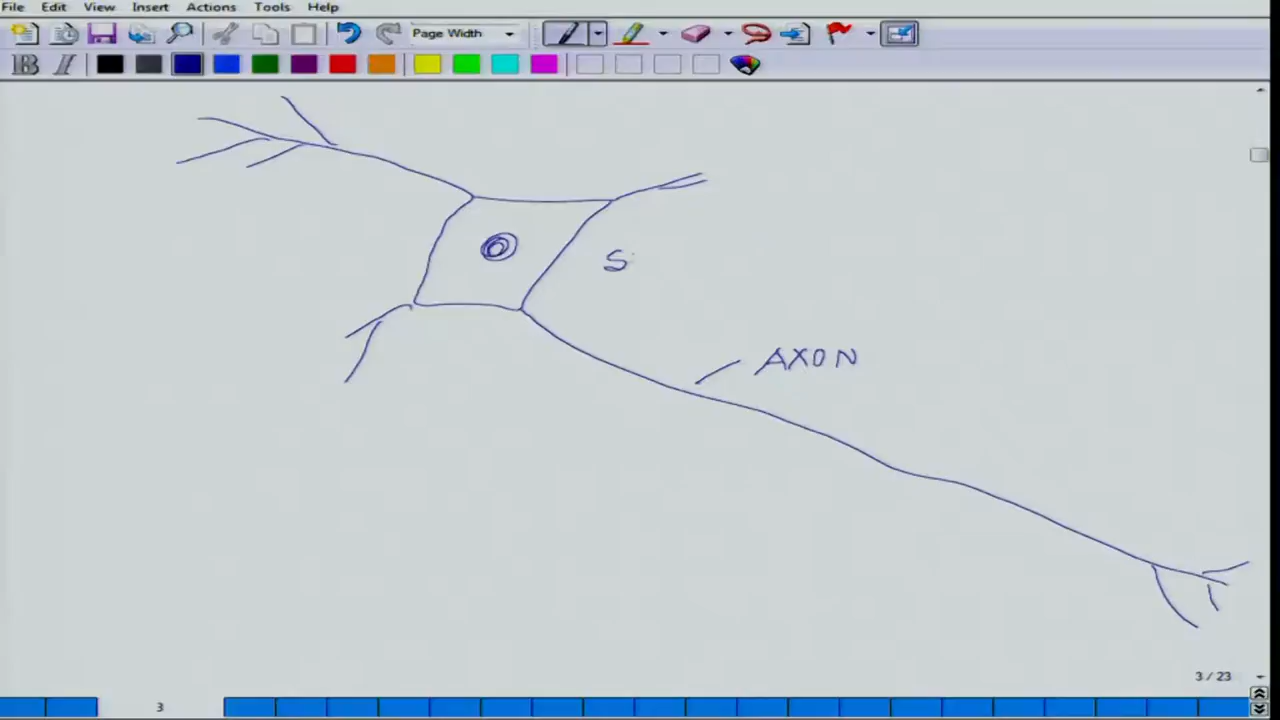 File Edit View Insert Actions Tools Help
Page Width
B I
S
AXON
3 / 23
3